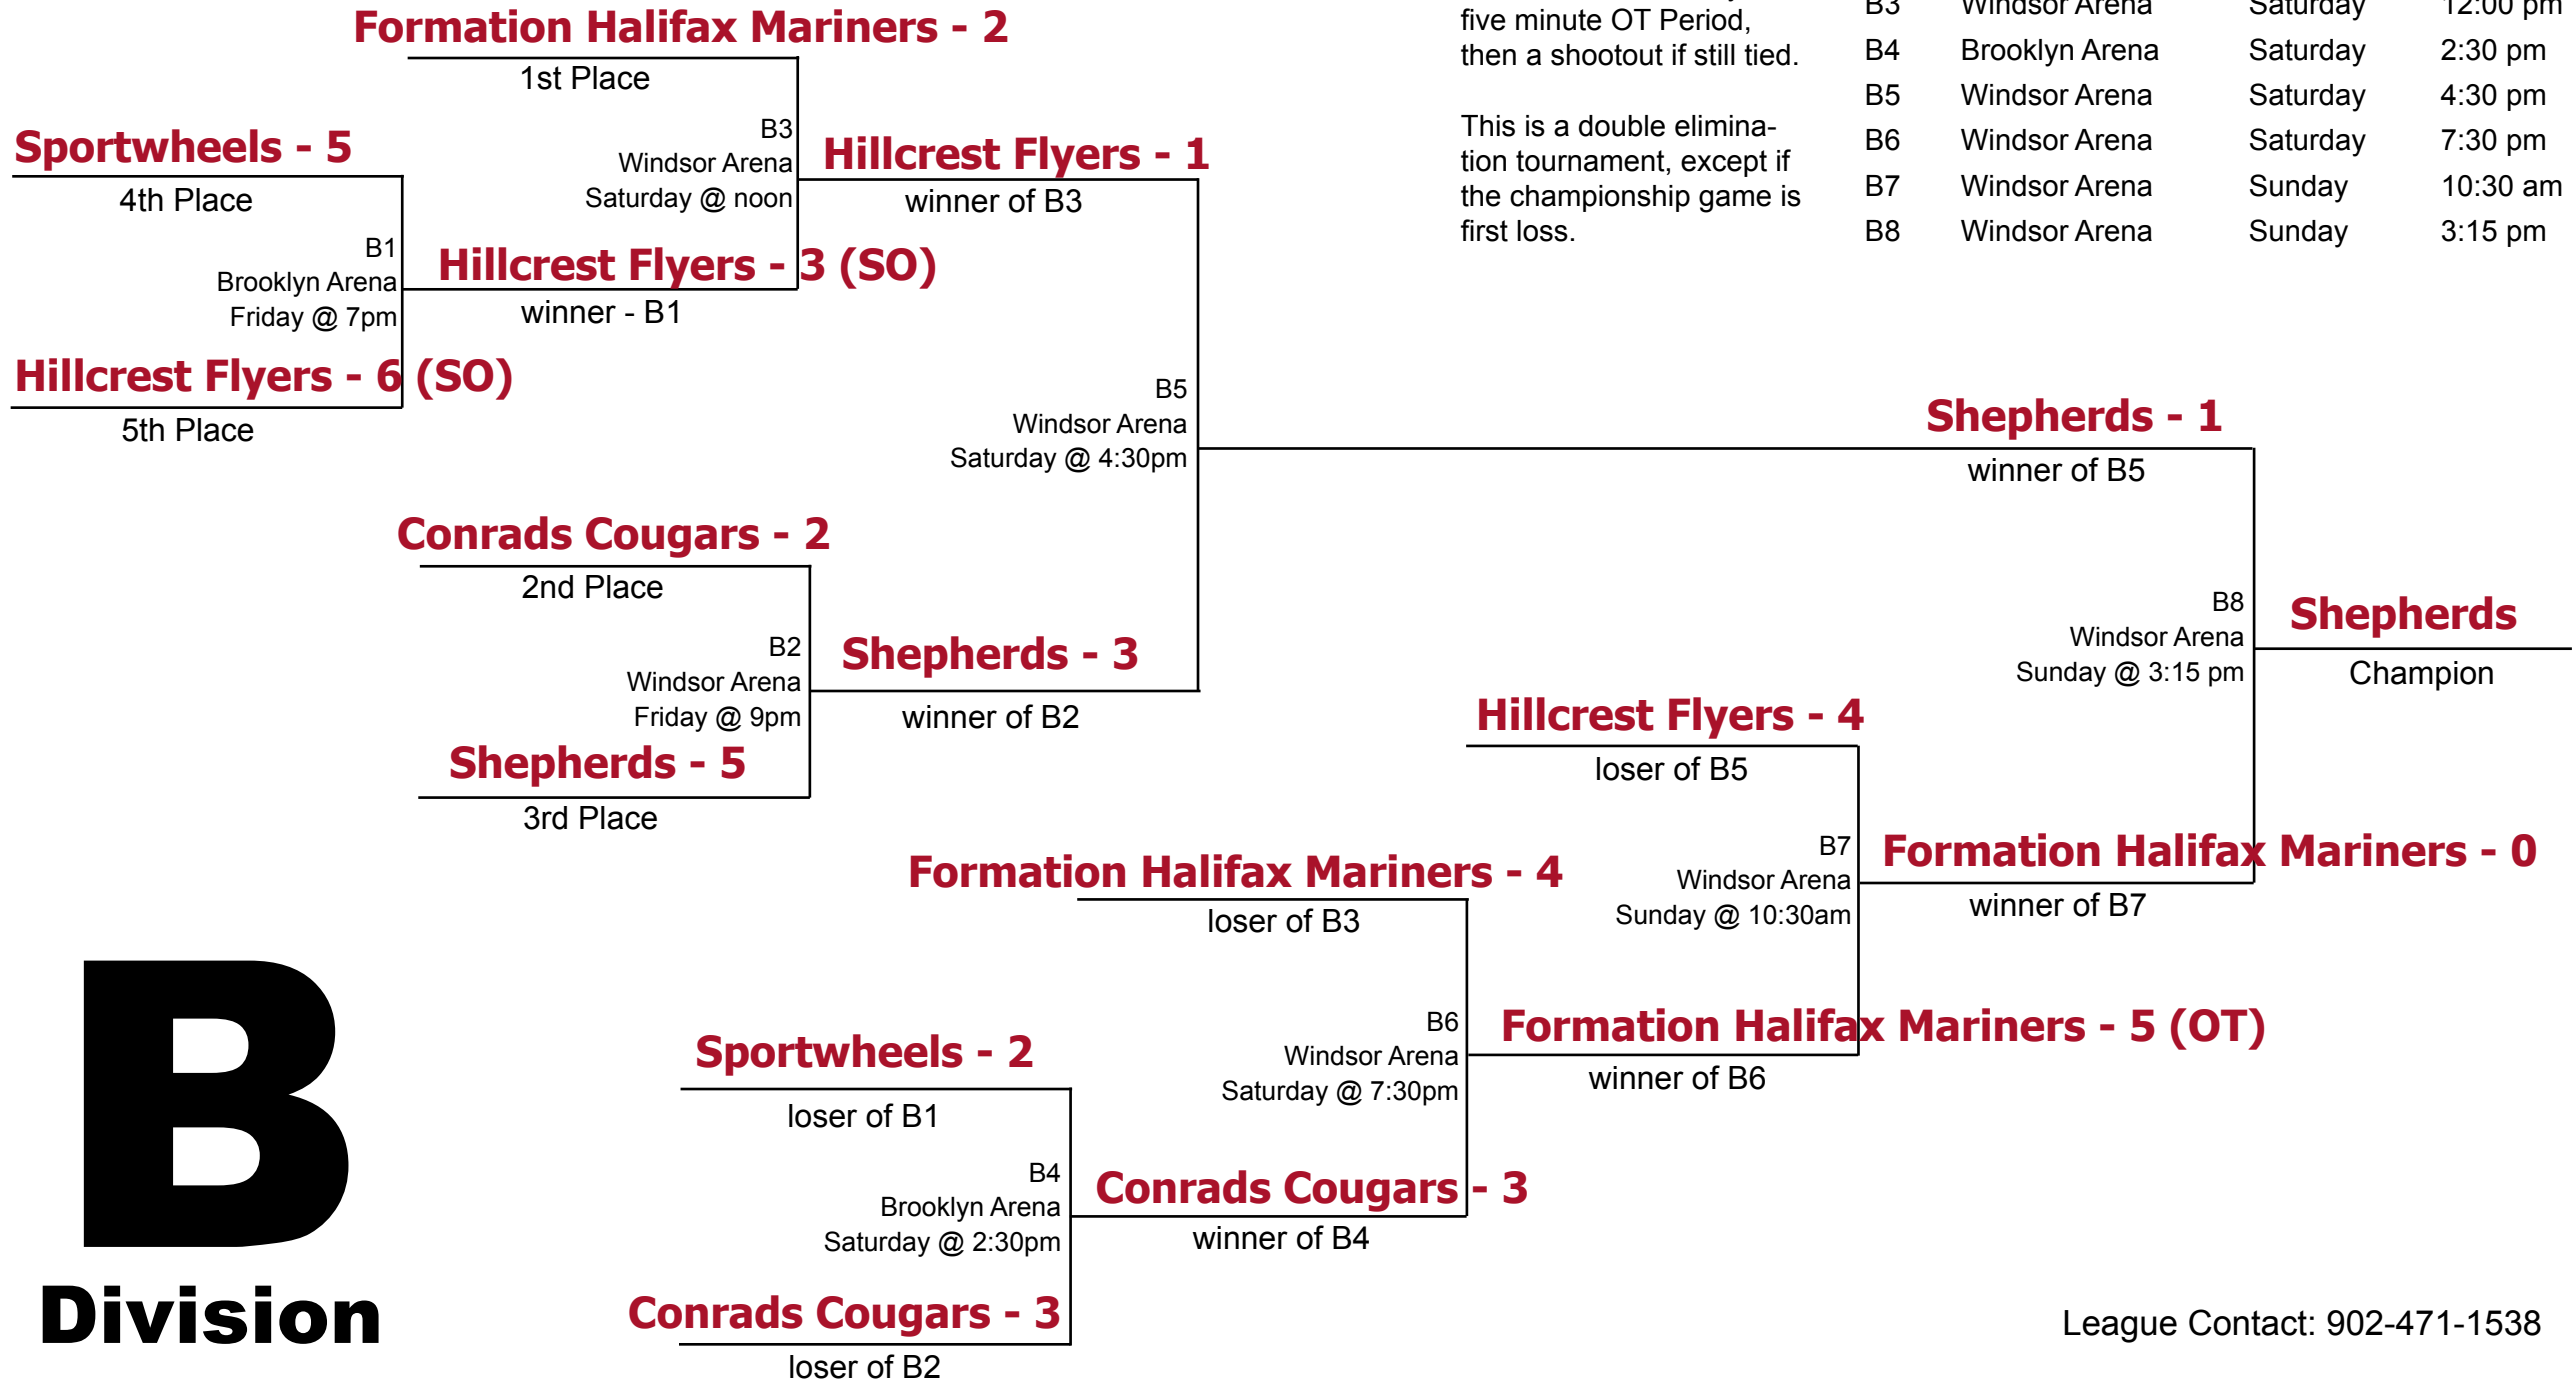 Formation Halifax Mariners - 2
1st Place
Sportwheels - 5
4th Place
B3
Windsor Arena
Saturday @ noon
Hillcrest Flyers - 1
winner of B3
B1
Brooklyn Arena
Friday @ 7pm
Hillcrest Flyers - 3 (SO)
winner - B1
Hillcrest Flyers - 6 (SO)
5th Place
five minute OT Period,
then a shootout if still tied.
This is a double elimina-
tion tournament, except if
the championship game is
first loss.
B3 Windsor Arena Saturday 12:00 pm
B4 Brooklyn Arena Saturday 2:30 pm
B5 Windsor Arena Saturday 4:30 pm
B6 Windsor Arena Saturday 7:30 pm
B7 Windsor Arena Sunday 10:30 am
B8 Windsor Arena Sunday 3:15 pm
B5
Windsor Arena
Saturday @ 4:30pm
Shepherds - 1
winner of B5
Conrads Cougars - 2
2nd Place
B2
Windsor Arena
Friday @ 9pm
Shepherds - 3
winner of B2
Shepherds - 5
3rd Place
B8
Windsor Arena
Sunday @ 3:15 pm
Shepherds
Champion
Hillcrest Flyers - 4
loser of B5
B7
Windsor Arena
Sunday @ 10:30am
Formation Halifax Mariners - 0
winner of B7
Formation Halifax Mariners - 4
loser of B3
B6
Windsor Arena
Saturday @ 7:30pm
Formation Halifax Mariners - 5 (OT)
winner of B6
Sportwheels - 2
loser of B1
B4
Brooklyn Arena
Saturday @ 2:30pm
Conrads Cougars - 3
winner of B4
Conrads Cougars - 3
loser of B2
B
Division
League Contact: 902-471-1538